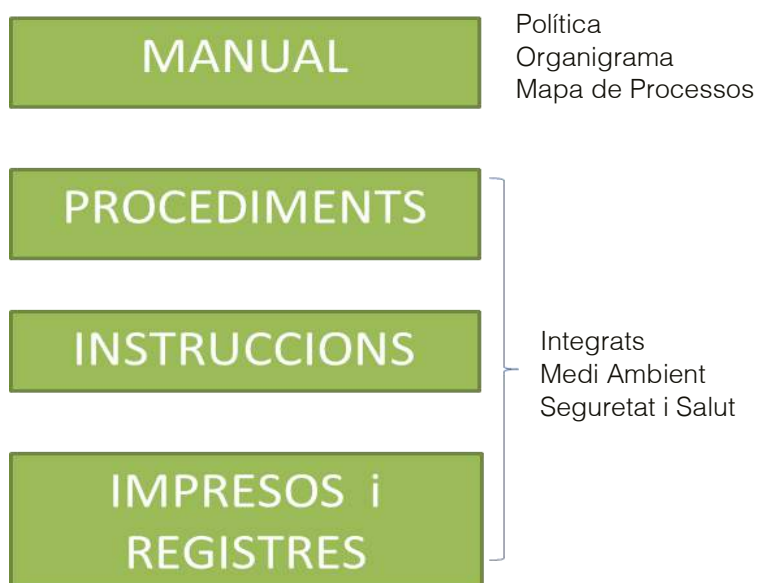 MANUAL
Política
Organigrama
Mapa de Processos
PROCEDIMENTS
INSTRUCCIONS
Integrats
Medi Ambient
Seguretat i Salut
IMPRESOS i
REGISTRES